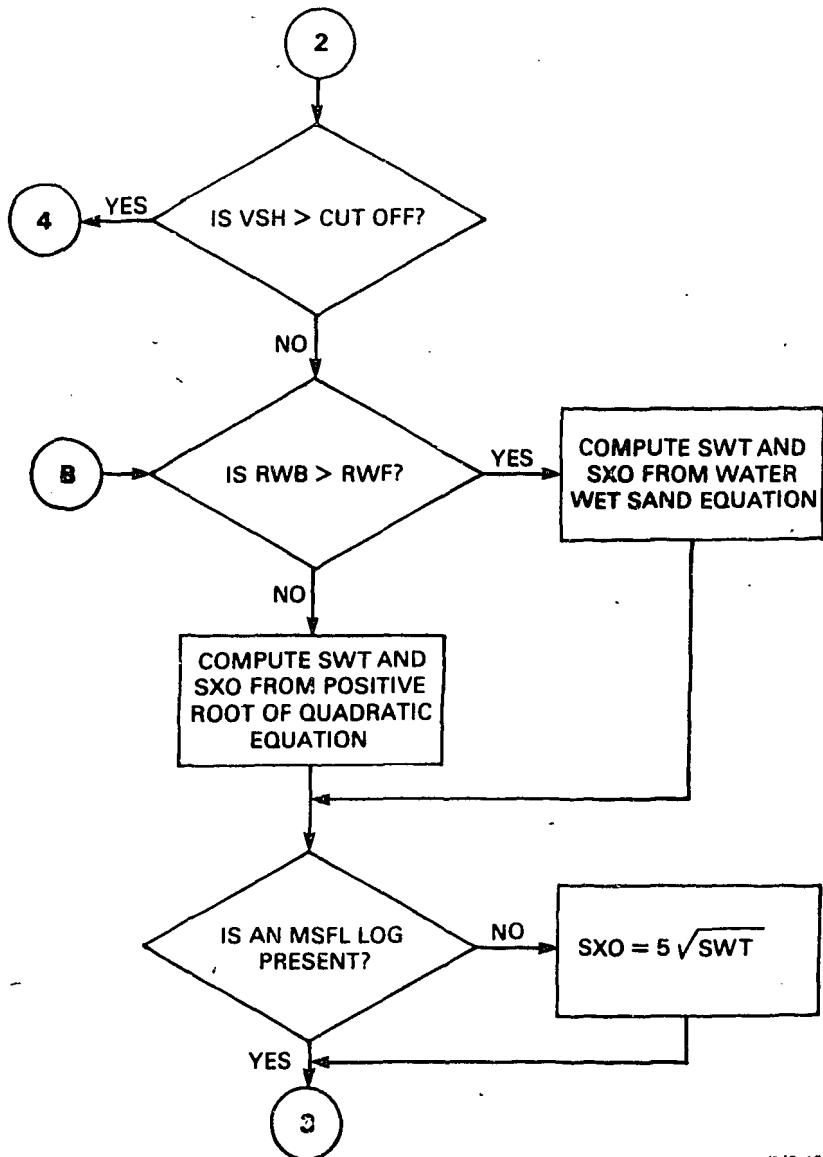 2
IS VSH > CUT OFF?
YES
4
NO
B
IS RWB > RWF?
YES
COMPUTE SWT AND
SXO FROM WATER
WET SAND EQUATION
NO
COMPUTE SWT AND
SXO FROM POSITIVE
ROOT OF QUADRATIC
EQUATION
IS AN MSFL LOG
PRESENT?
NO
SXO = 5 √SWT
YES
3